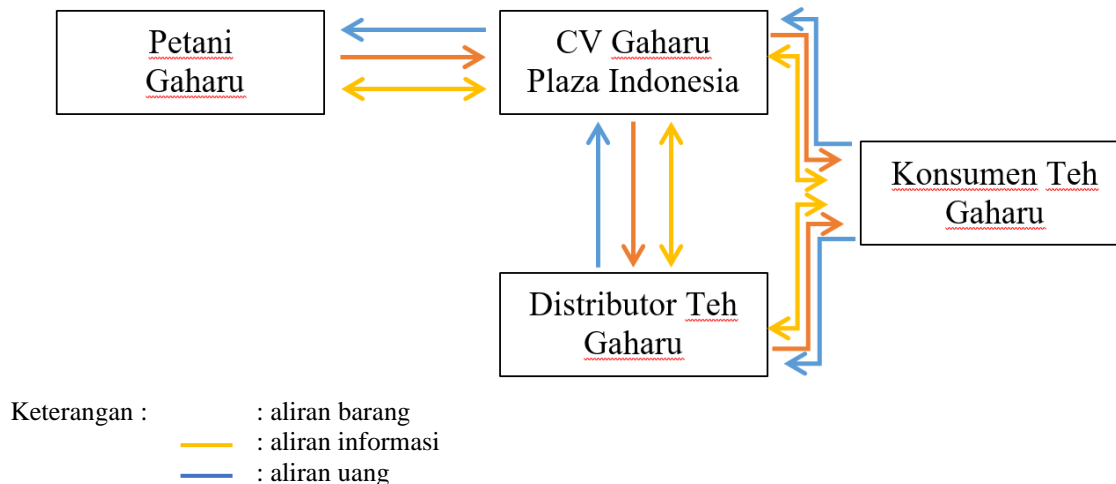 Petani
Gaharu
CV Gaharu
Plaza Indonesia
Konsumen Teh
Gaharu
Distributor Teh
Gaharu
Keterangan : : aliran barang
: aliran informasi
: aliran uang